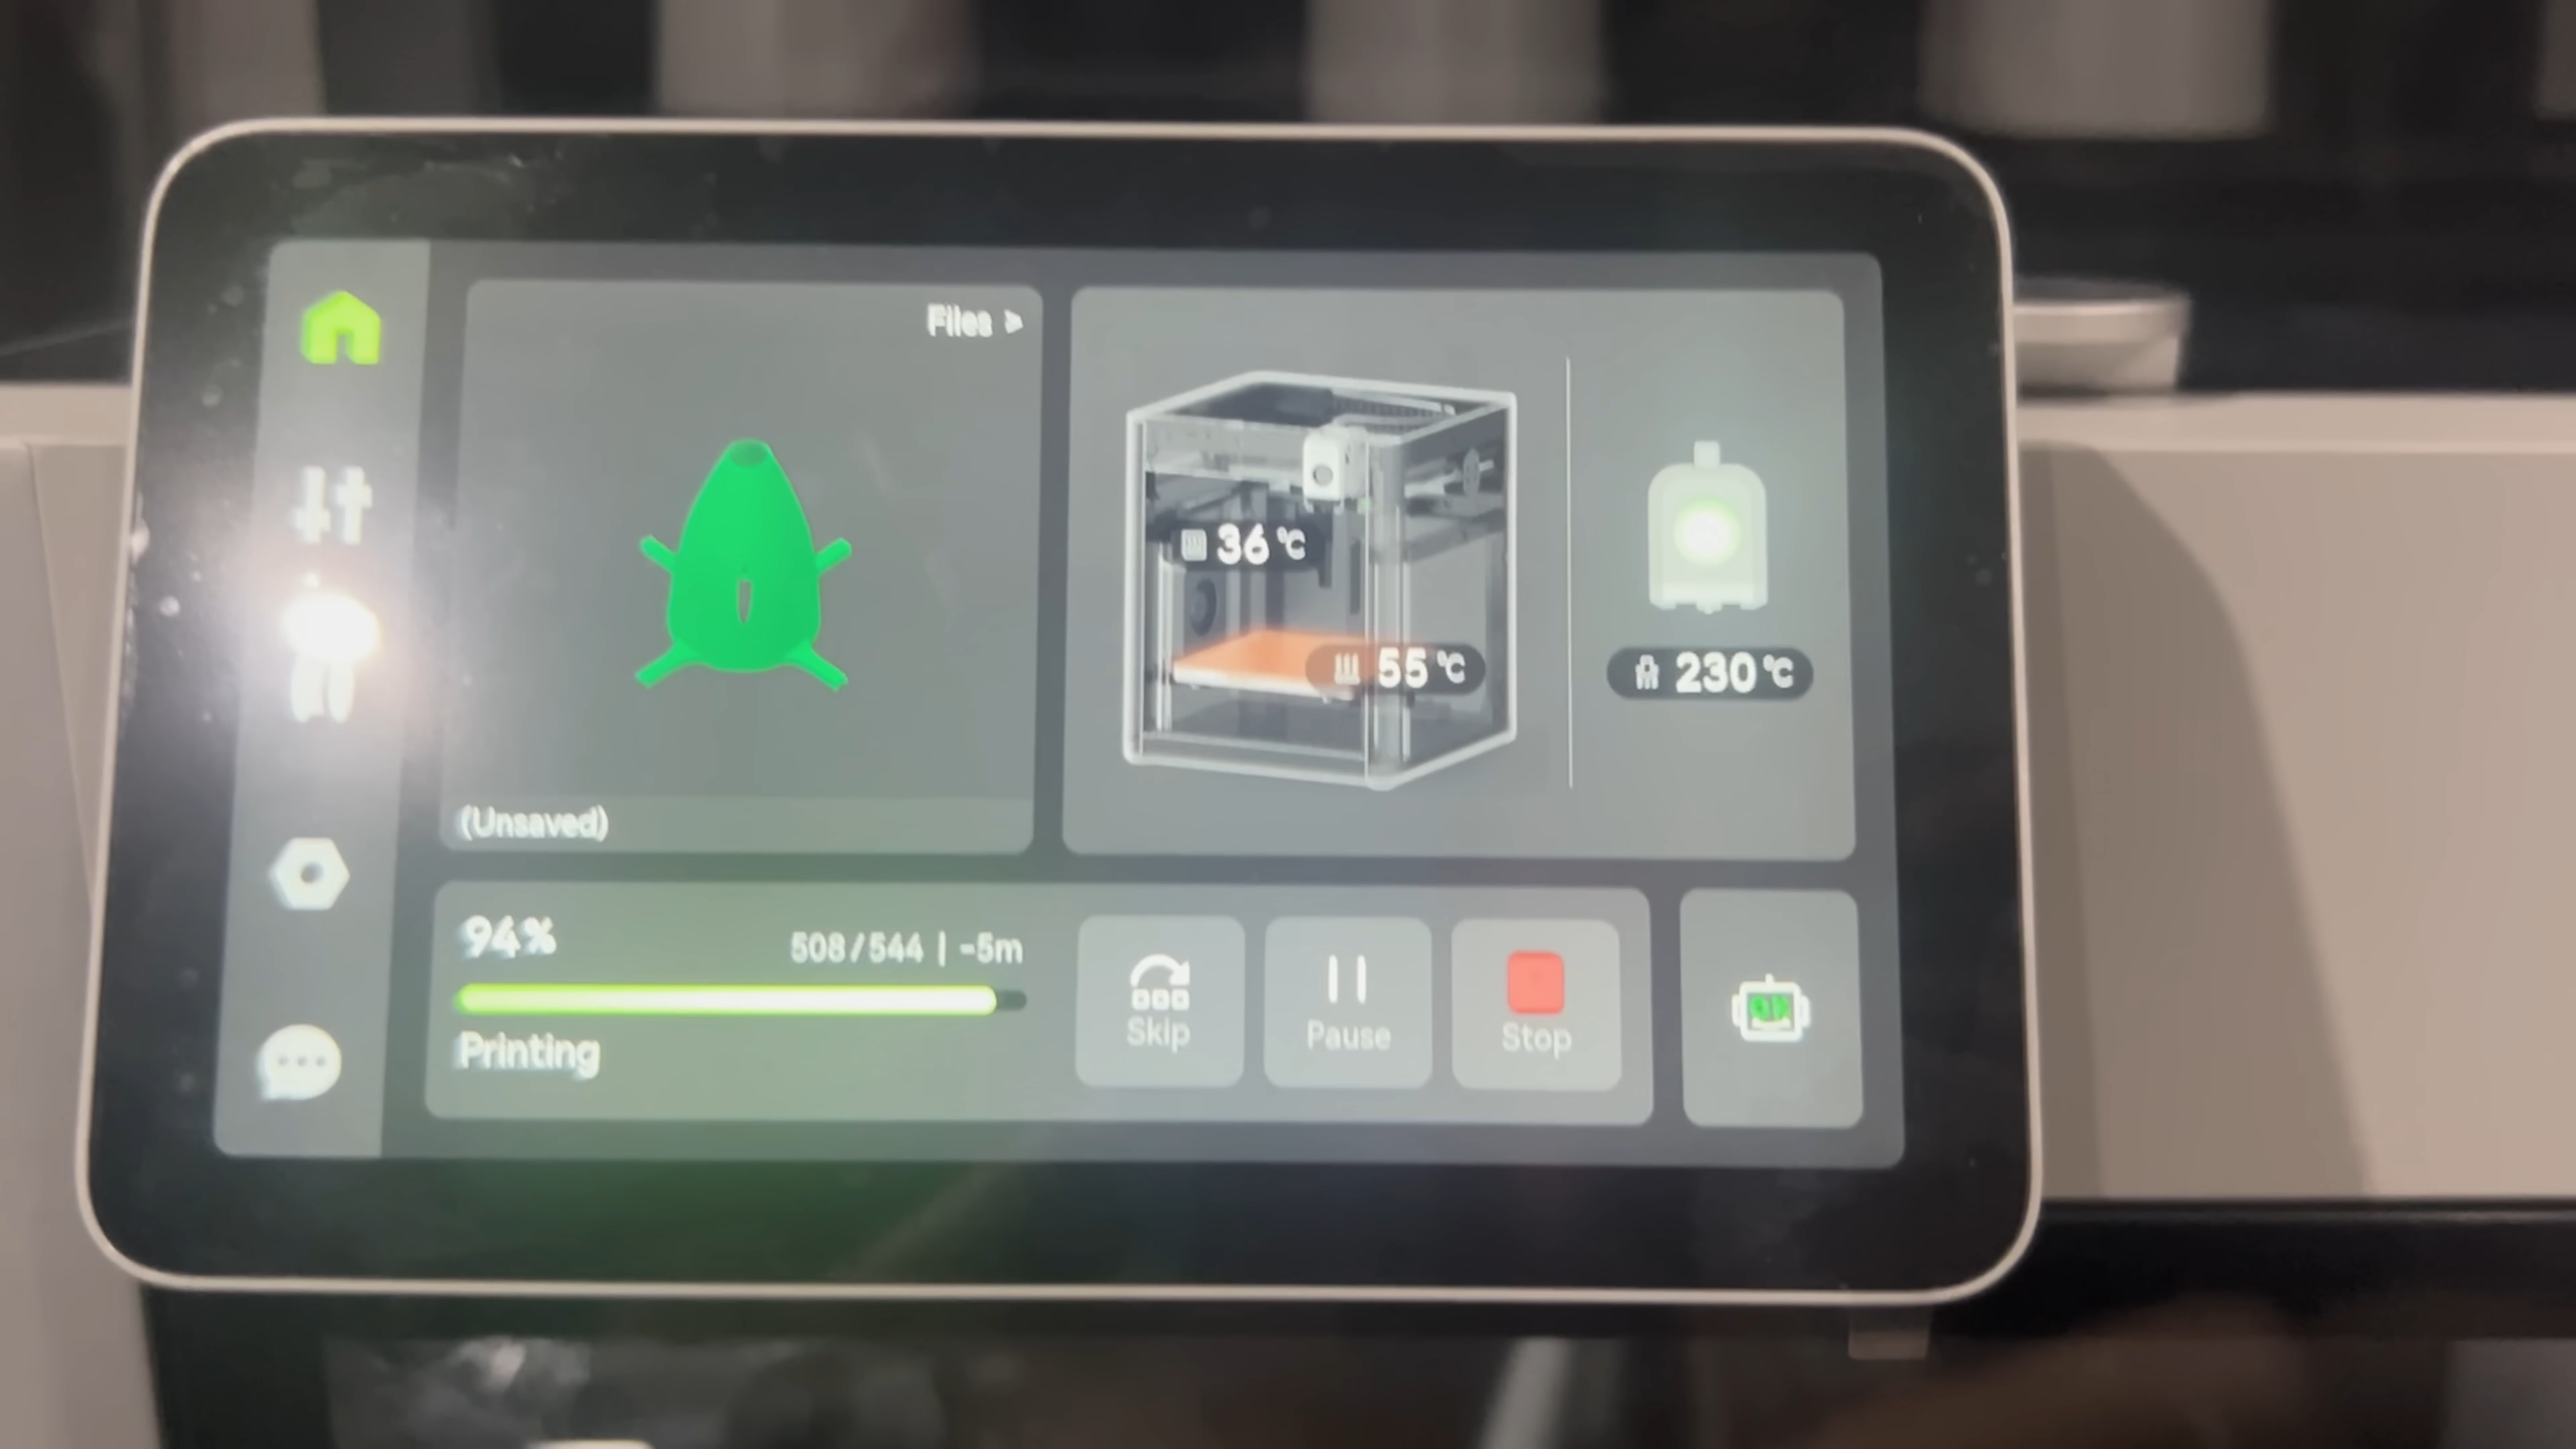 Files >
36 ℃
55 ℃
230 ℃
(Unsaved)
94%
508/544 | -5m
Printing
Skip
Pause
Stop